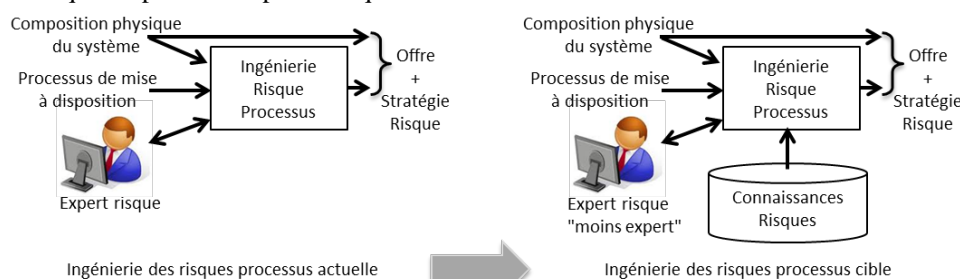 Composition physique
du système
Processus de mise
à disposition
Expert risque
Ingénierie
Risque
Processus
Offre
+
Stratégie
Risque
Ingénierie des risques processus actuelle
Composition physique
du système
Processus de mise
à disposition
Expert risque
"moins expert"
Ingénierie
Risque
Processus
Connaissances
Risques
Offre
+
Stratégie
Risque
Ingénierie des risques processus cible